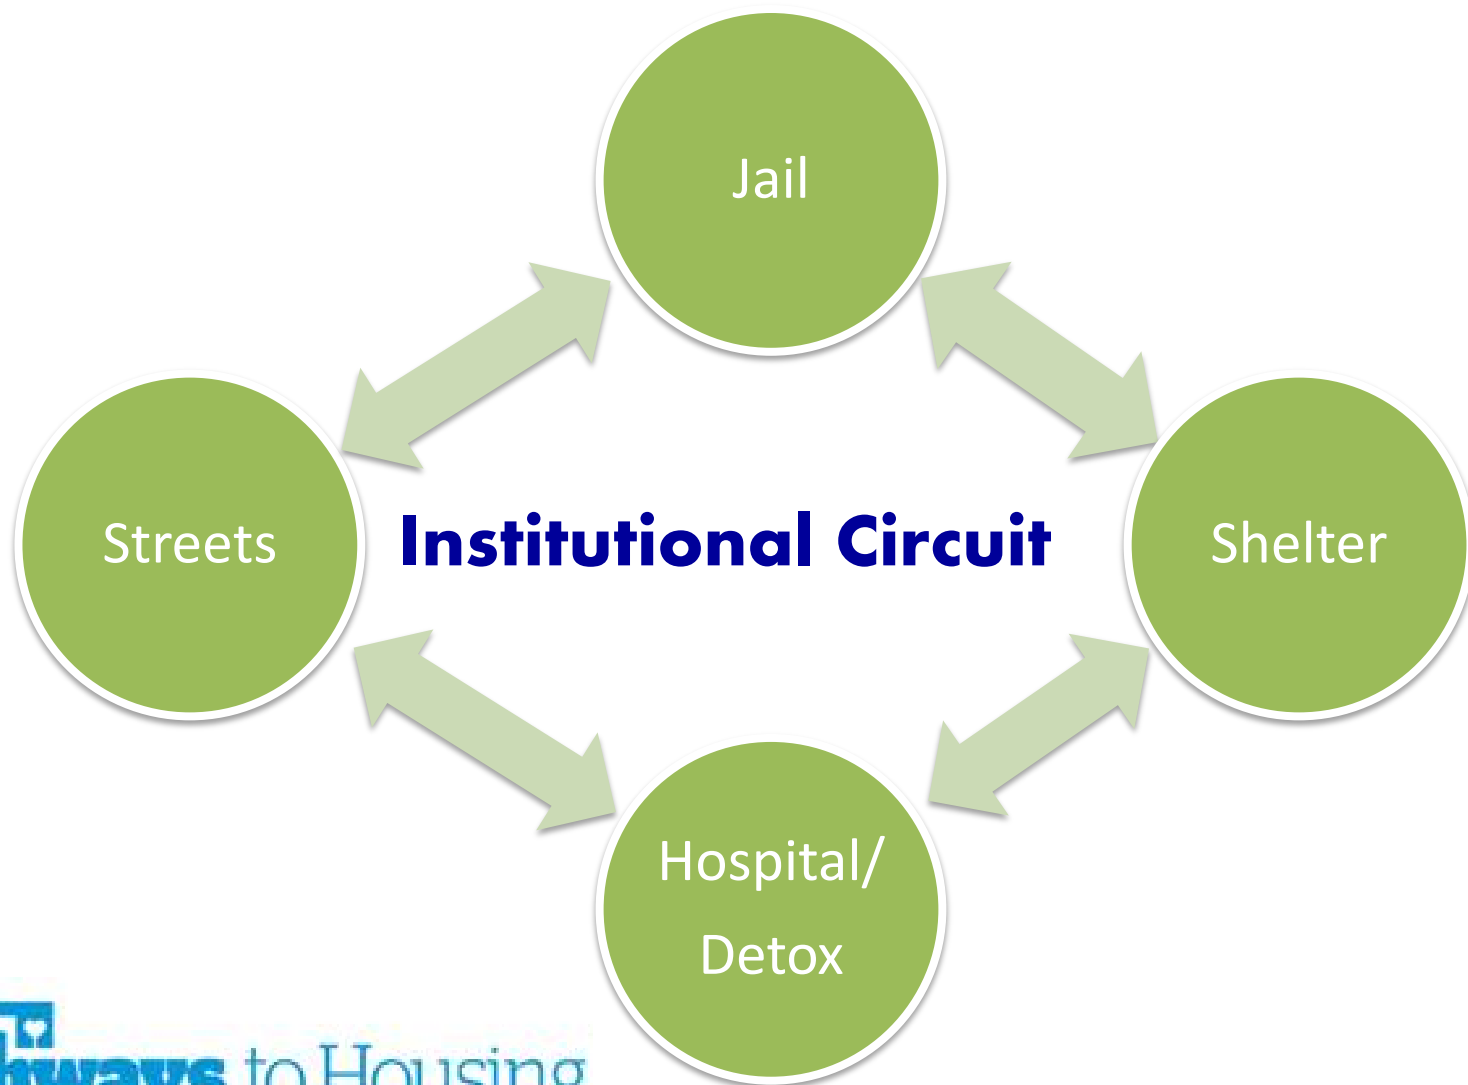 Jail
Streets
Institutional Circuit
Shelter
Hospital/
Detox
to Housing